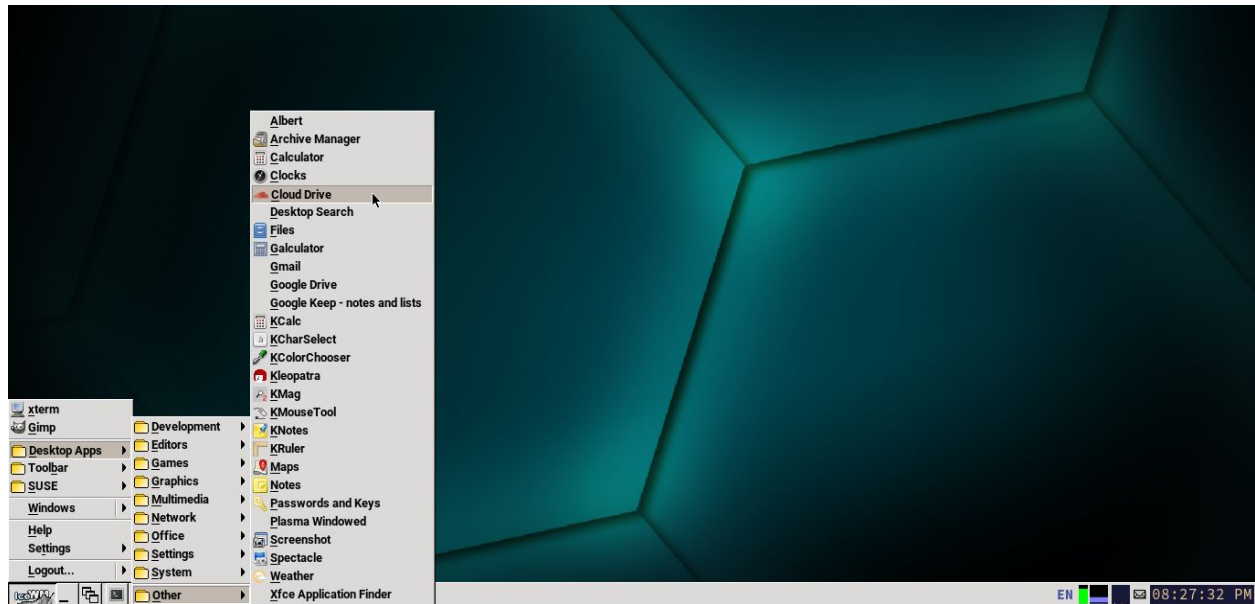 Albert
Archive Manager
Calculator
Clocks
Cloud Drive
Desktop Search
Files
Galculator
Gmail
Google Drive
Google Keep - notes and lists
KCalc
KCharSelect
KColorChooser
Kleopatra
KMag
KMouseTool
KNotes
KRuler
Maps
Notes
Passwords and Keys
Plasma Windowed
Screenshot
Spectacle
Weather
Xfce Application Finder
Development
Editors
Games
Graphics
Multimedia
Network
Office
Settings
System
Other
xterm
Gimp
Desktop Apps
Toolbar
SUSE
Windows
Help
Settings
Logout...
EN
08:27:32 PM